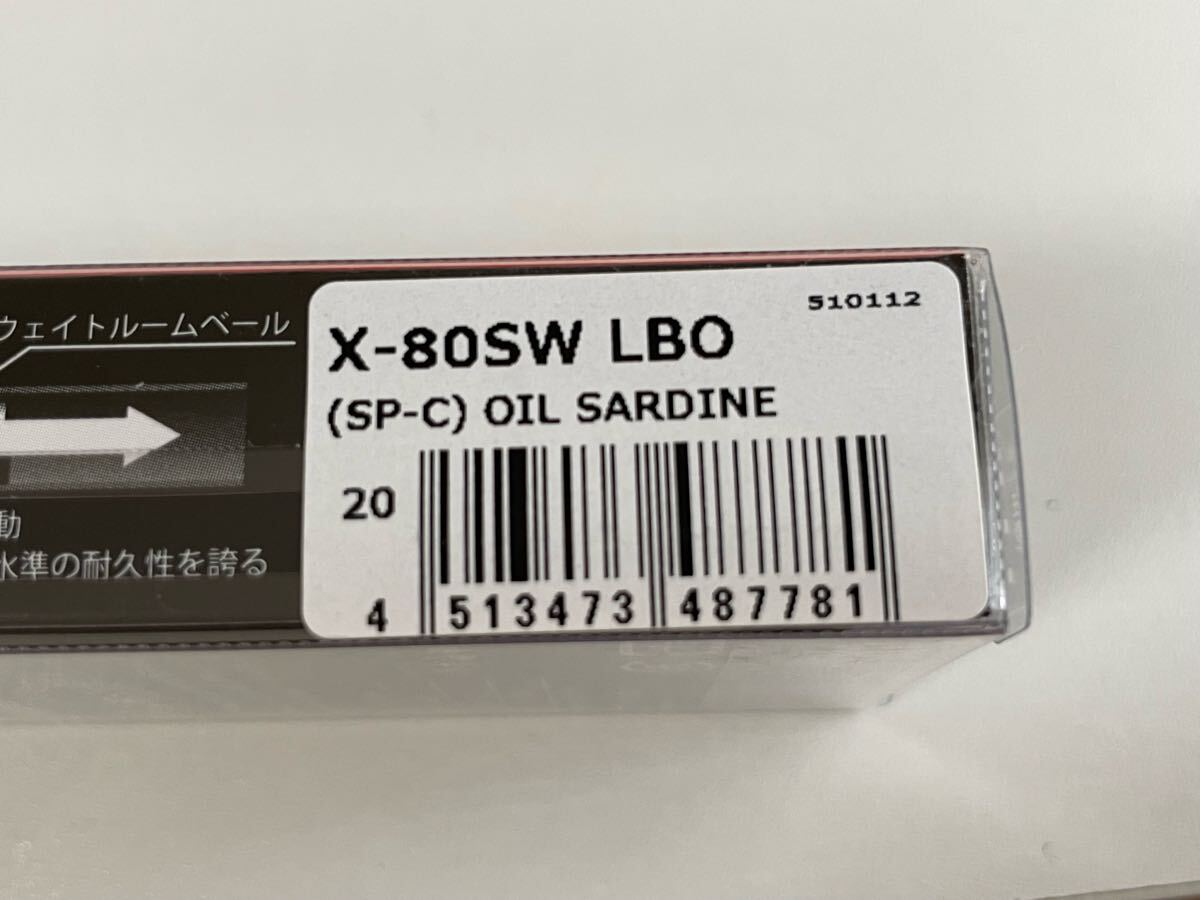 ウェイトルームベール
動
水準の耐久性を誇る
510112
X-80SW LBO
(SP-C) OIL SARDINE
20
4 513473 487781